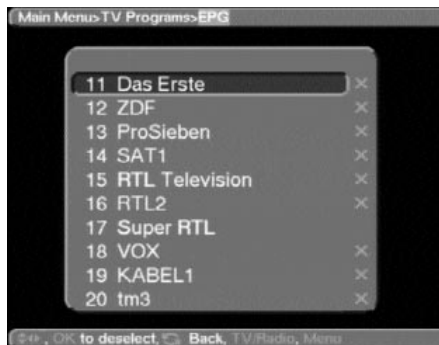 Main Menu>TV Programs>EPG
11 Das Erste ×
12 ZDF ×
13 ProSieben ×
14 SAT1 ×
15 RTL Television ×
16 RTL2 ×
17 Super RTL
18 VOX ×
19 KABEL1 ×
20 tm3 ×
, OK to deselect, Back, TV/Radio, Menu